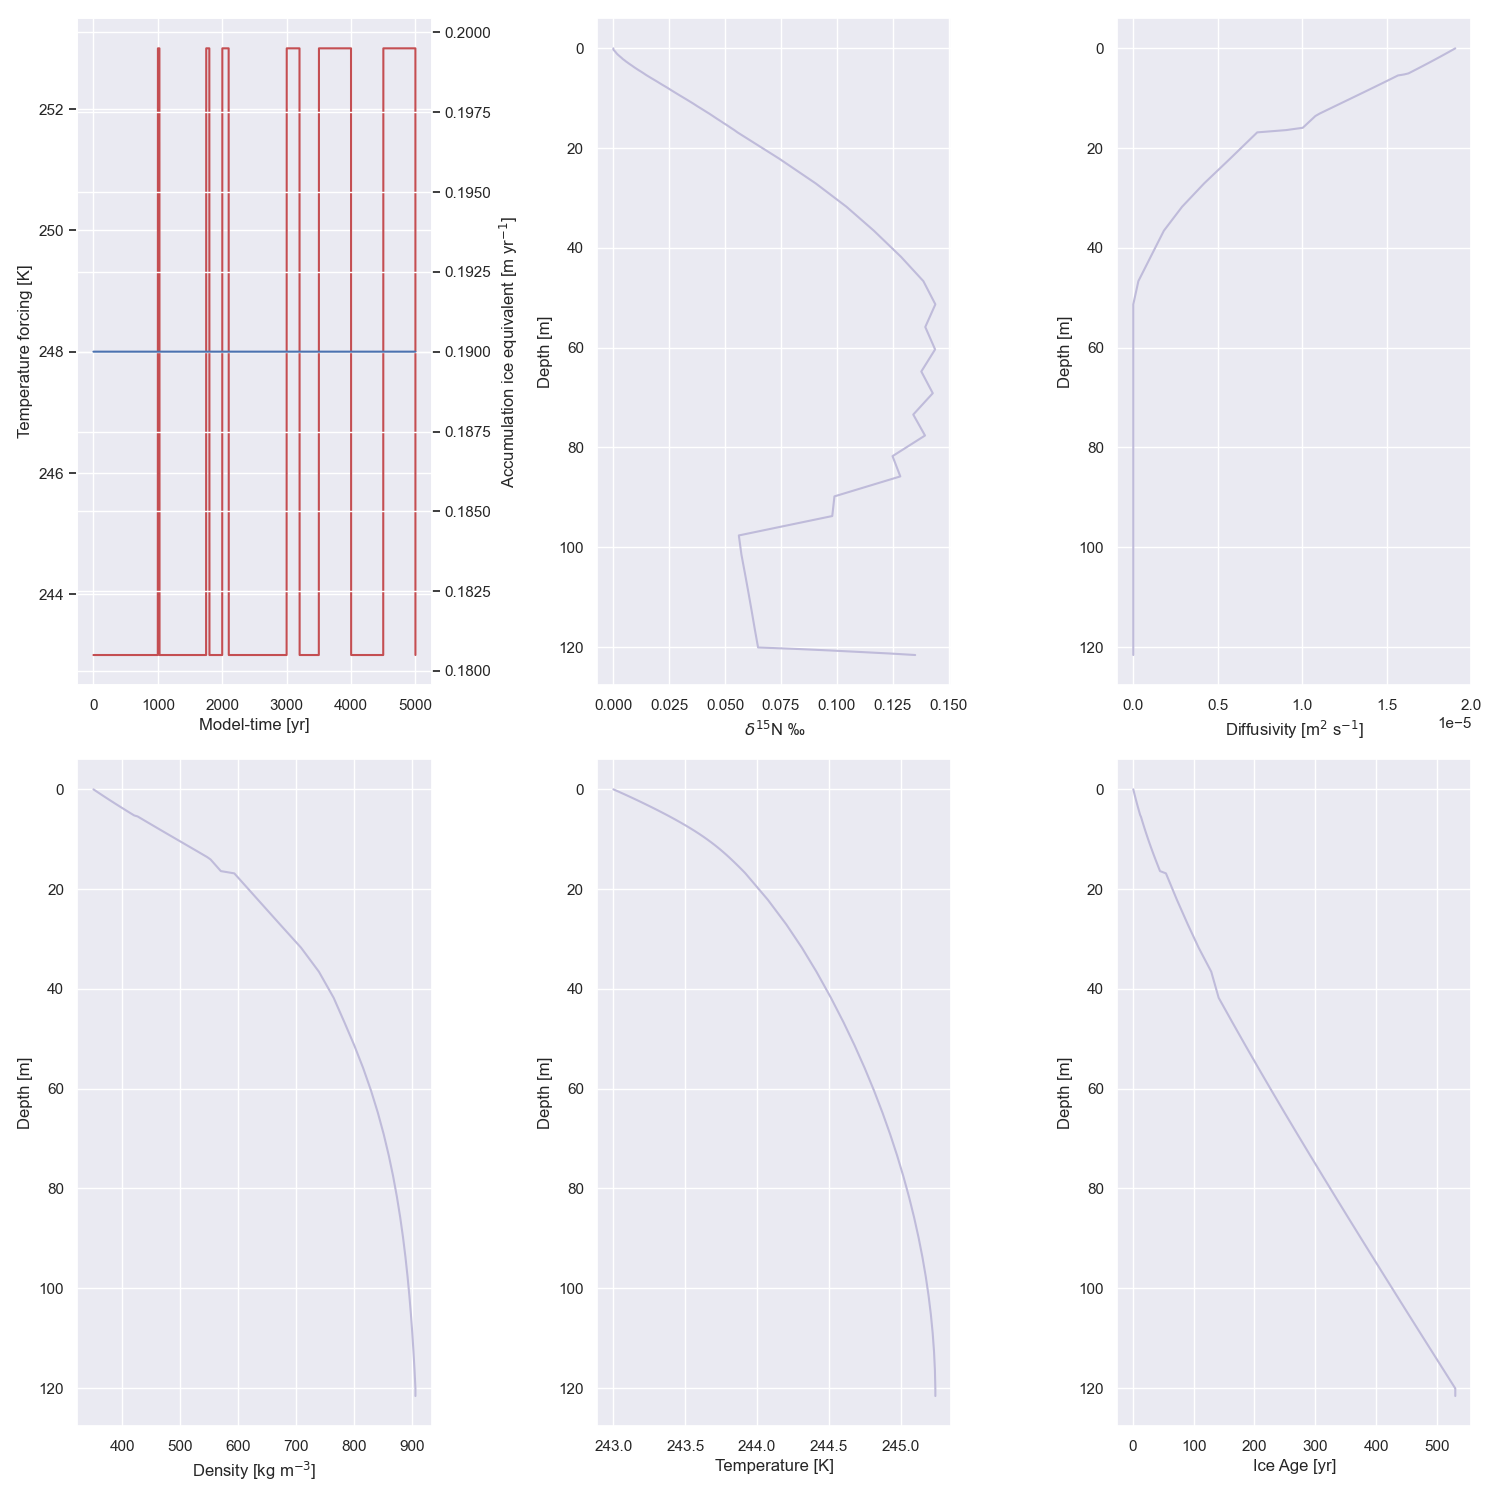 0.2000
252
0.1975
0.1950
250
0.1925
248
0.1900
0.1875
246
0.1850
0.1825
244
0.1800
0 1000 2000 3000 4000 5000
Model-time [yr]
Temperature forcing [K]
Accumulation ice equivalent [m yr⁻¹]
0
20
40
60
80
100
120
0.000 0.025 0.050 0.075 0.100 0.125 0.150
δ¹⁵N ‰
Depth [m]
0
20
40
60
80
100
120
0.0 0.5 1.0 1.5 2.0
1e−5
Diffusivity [m² s⁻¹]
Depth [m]
0
20
40
60
80
100
120
400 500 600 700 800 900
Density [kg m⁻³]
Depth [m]
0
20
40
60
80
100
120
243.0 243.5 244.0 244.5 245.0
Temperature [K]
Depth [m]
0
20
40
60
80
100
120
0 100 200 300 400 500
Ice Age [yr]
Depth [m]